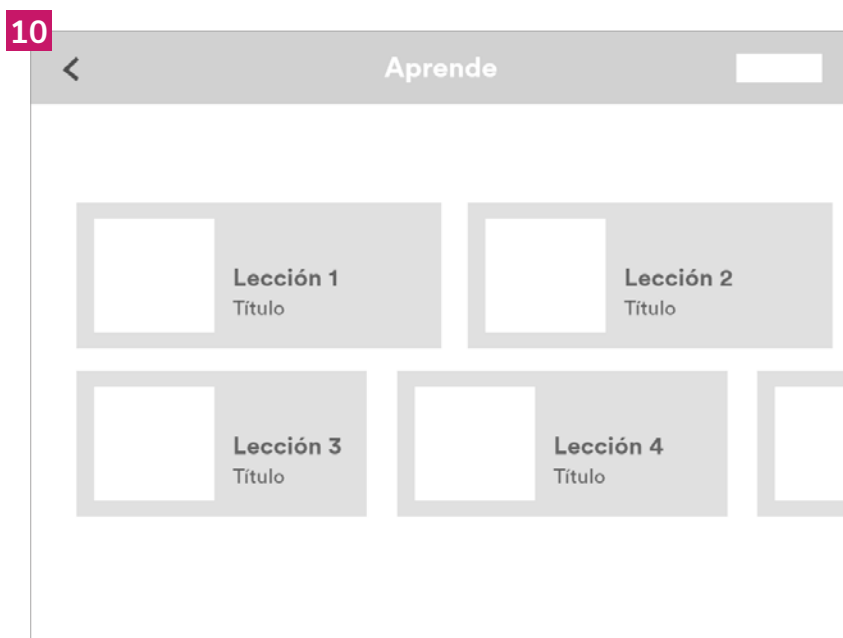 10
Aprende
Lección 1
Título
Lección 2
Título
Lección 3
Título
Lección 4
Título